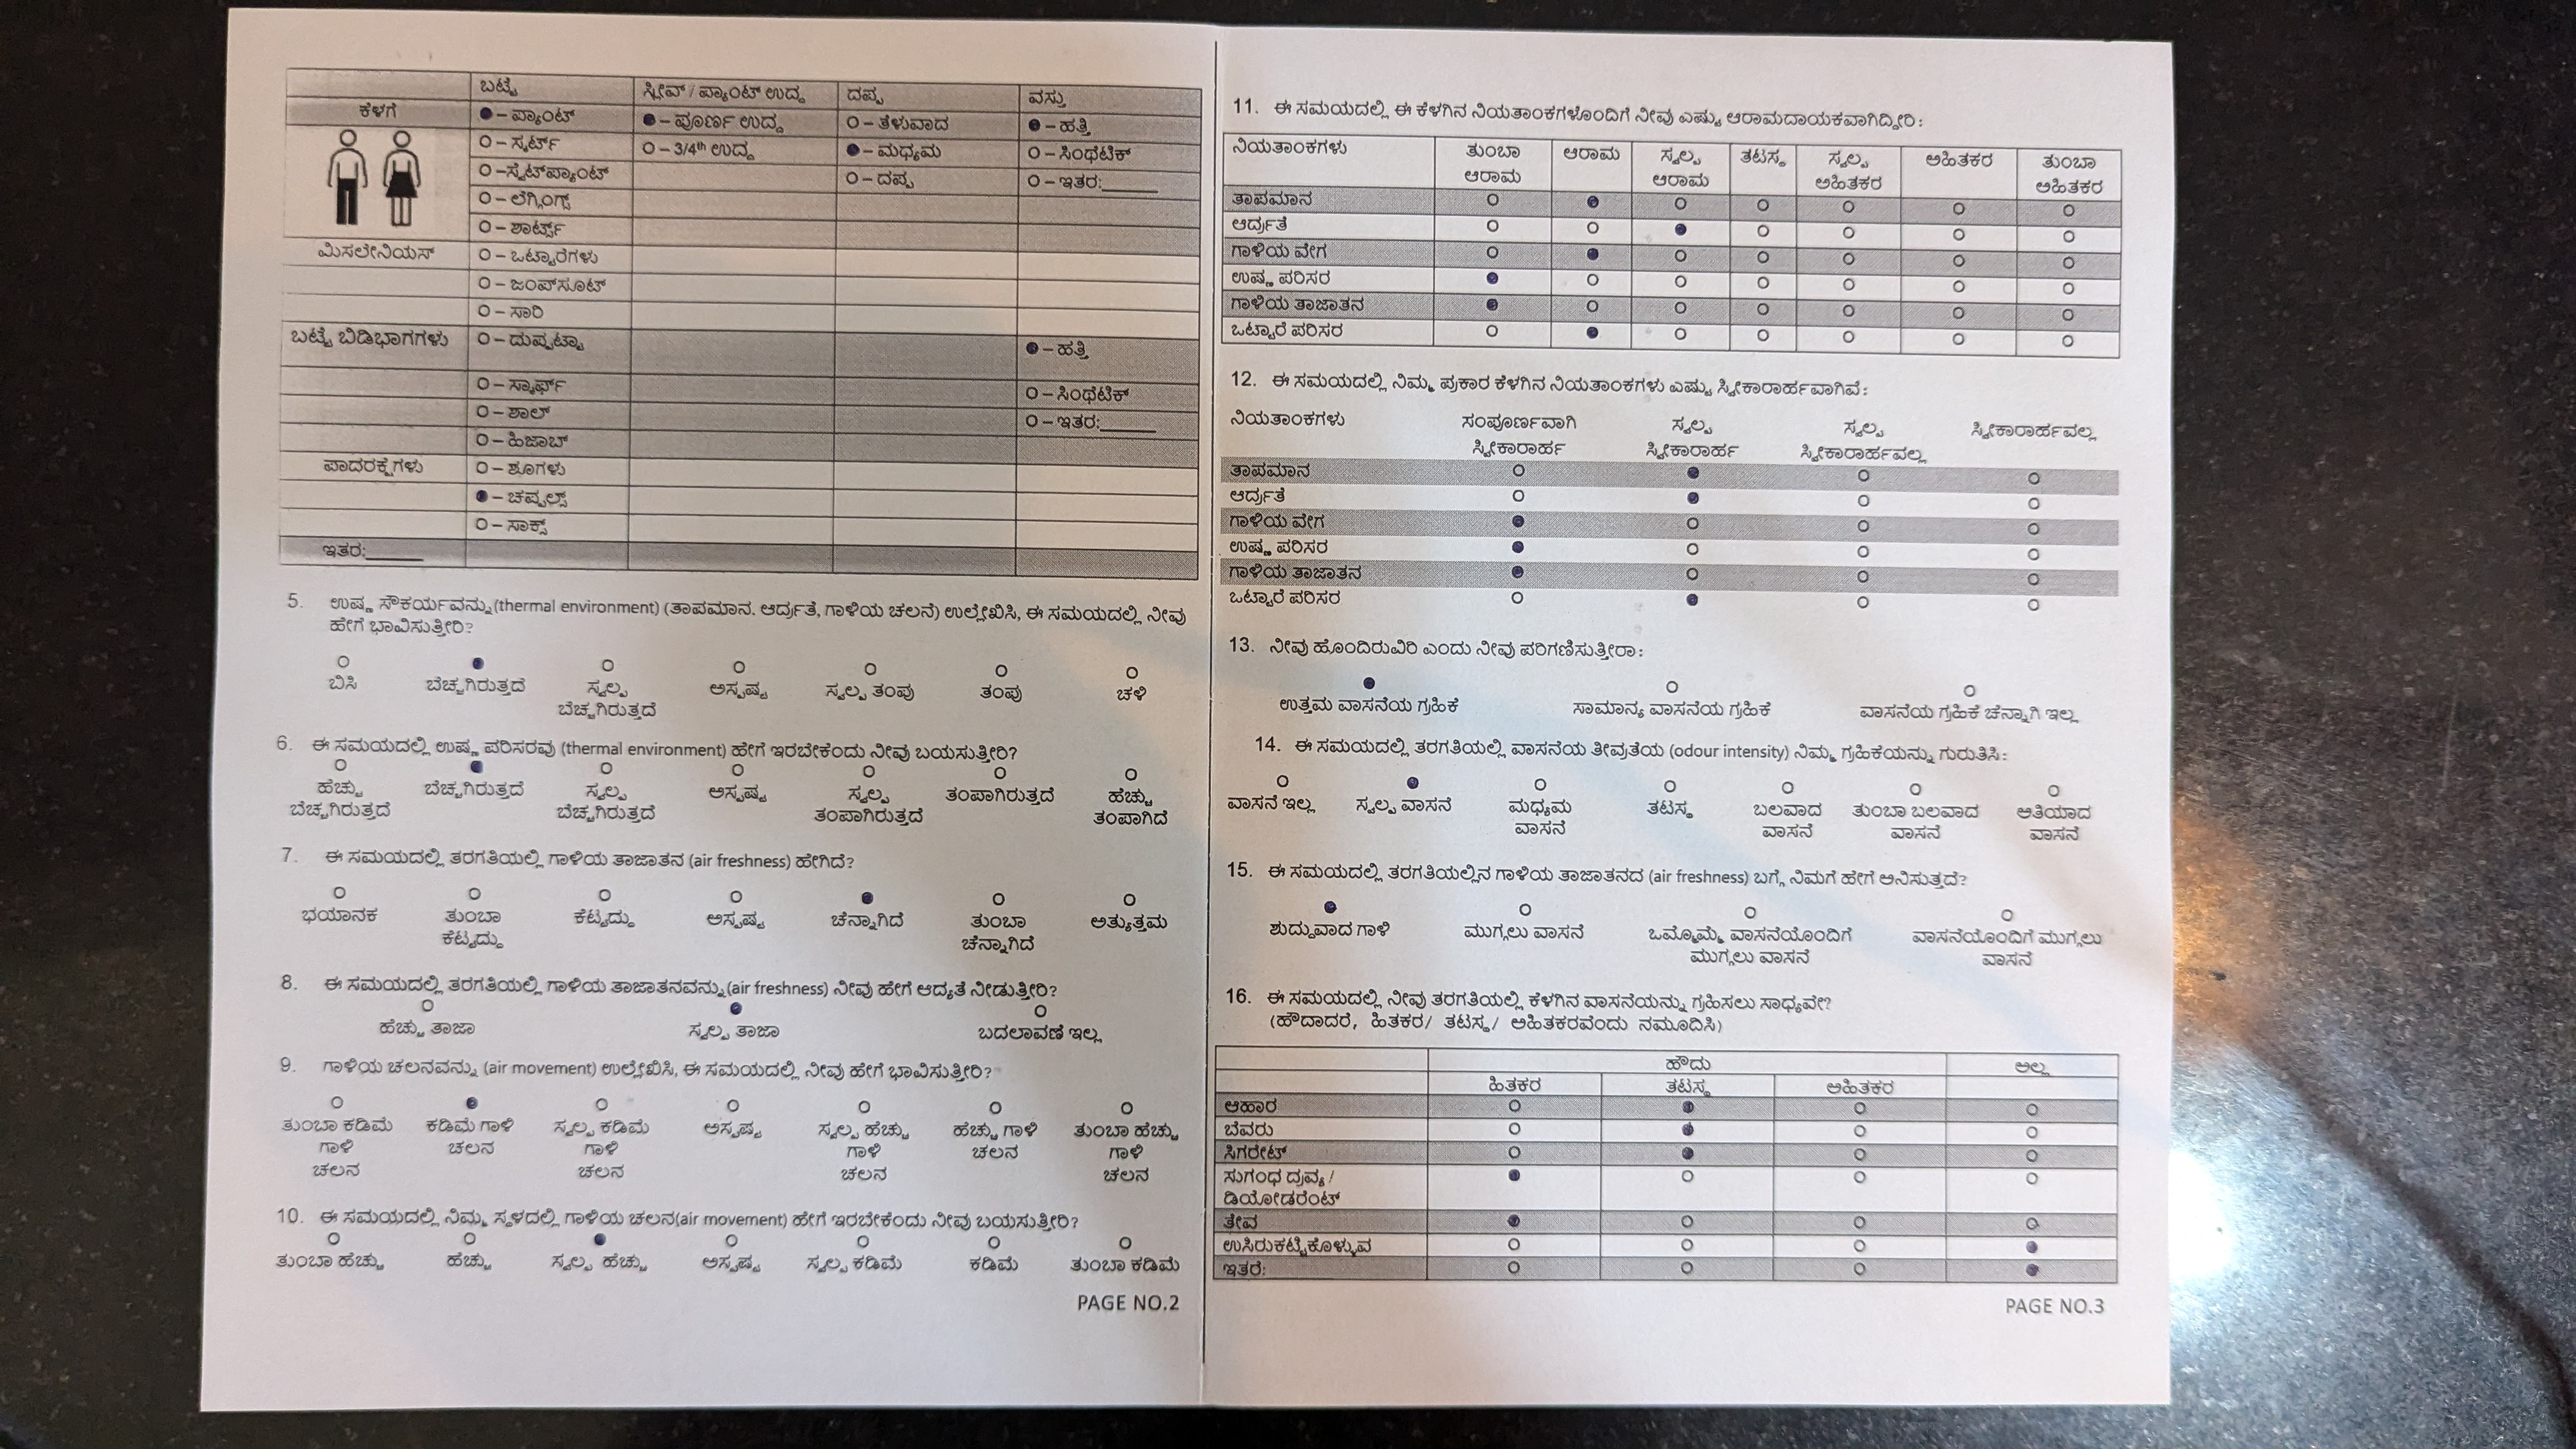 ಬಟ್ಟೆ ಸ್ಲೀವ್ / ಪ್ಯಾಂಟ್ ಉದ್ದ ದಪ್ಪ ವಸ್ತು
ಕೆಳಗೆ ●– ಪ್ಯಾಂಟ್ ●– ಪೂರ್ಣ ಉದ್ದ O – ತೆಳುವಾದ ●– ಹತ್ತಿ
O – ಸ್ಕರ್ಟ್ O – 3/4th ಉದ್ದ ●– ಮಧ್ಯಮ O – ಸಿಂಥೆಟಿಕ್
O –ಸ್ವೆಟ್‌ಪ್ಯಾಂಟ್ O – ದಪ್ಪ O – ಇತರ:______
O – ಲೆಗ್ಗಿಂಗ್ಸ್
O – ಶಾರ್ಟ್ಸ್
ಮಿಸಲೇನಿಯಸ್ O – ಒಟ್ಟಾರೆಗಳು
O – ಜಂಪ್‌ಸೂಟ್
O – ಸಾರಿ
ಬಟ್ಟೆ ಬಿಡಿಭಾಗಗಳು O – ದುಪ್ಪಟ್ಟಾ ●– ಹತ್ತಿ
O – ಸ್ಕಾರ್ಫ್ O – ಸಿಂಥೆಟಿಕ್
O – ಶಾಲ್ O – ಇತರ:______
O – ಹಿಜಾಬ್
ಪಾದರಕ್ಷೆಗಳು O – ಶೂಗಳು
●– ಚಪ್ಪಲ್ಸ್
O – ಸಾಕ್ಸ್
ಇತರ:______
5. ಉಷ್ಣ ಸೌಕರ್ಯವನ್ನು(thermal environment) (ತಾಪಮಾನ. ಆರ್ದ್ರತೆ, ಗಾಳಿಯ ಚಲನೆ) ಉಲ್ಲೇಖಿಸಿ, ಈ ಸಮಯದಲ್ಲಿ ನೀವು
ಹೇಗೆ ಭಾವಿಸುತ್ತೀರಿ?
O ● O O O O O
ಬಿಸಿ ಬೆಚ್ಚಗಿರುತ್ತದೆ ಸ್ವಲ್ಪ ಅಸ್ಪಷ್ಟ ಸ್ವಲ್ಪ ತಂಪು ತಂಪು ಚಳಿ
ಬೆಚ್ಚಗಿರುತ್ತದೆ
6. ಈ ಸಮಯದಲ್ಲಿ ಉಷ್ಣ ಪರಿಸರವು (thermal environment) ಹೇಗೆ ಇರಬೇಕೆಂದು ನೀವು ಬಯಸುತ್ತೀರಿ?
O ● O O O O O
ಹೆಚ್ಚು ಬೆಚ್ಚಗಿರುತ್ತದೆ ಸ್ವಲ್ಪ ಅಸ್ಪಷ್ಟ ಸ್ವಲ್ಪ ತಂಪಾಗಿರುತ್ತದೆ ಹೆಚ್ಚು
ಬೆಚ್ಚಗಿರುತ್ತದೆ ಬೆಚ್ಚಗಿರುತ್ತದೆ ತಂಪಾಗಿರುತ್ತದೆ ತಂಪಾಗಿದೆ
7. ಈ ಸಮಯದಲ್ಲಿ ತರಗತಿಯಲ್ಲಿ ಗಾಳಿಯ ತಾಜಾತನ (air freshness) ಹೇಗಿದೆ?
O O O O ● O O
ಭಯಾನಕ ತುಂಬಾ ಕೆಟ್ಟದ್ದು ಅಸ್ಪಷ್ಟ ಚೆನ್ನಾಗಿದೆ ತುಂಬಾ ಅತ್ಯುತ್ತಮ
ಕೆಟ್ಟದ್ದು ಚೆನ್ನಾಗಿದೆ
8. ಈ ಸಮಯದಲ್ಲಿ ತರಗತಿಯಲ್ಲಿ ಗಾಳಿಯ ತಾಜಾತನವನ್ನು(air freshness) ನೀವು ಹೇಗೆ ಆದ್ಯತೆ ನೀಡುತ್ತೀರಿ?
O ● O
ಹೆಚ್ಚು ತಾಜಾ ಸ್ವಲ್ಪ ತಾಜಾ ಬದಲಾವಣೆ ಇಲ್ಲ
9. ಗಾಳಿಯ ಚಲನವನ್ನು (air movement) ಉಲ್ಲೇಖಿಸಿ, ಈ ಸಮಯದಲ್ಲಿ ನೀವು ಹೇಗೆ ಭಾವಿಸುತ್ತೀರಿ?
O ● O O O O O
ತುಂಬಾ ಕಡಿಮೆ ಕಡಿಮೆ ಗಾಳಿ ಸ್ವಲ್ಪ ಕಡಿಮೆ ಅಸ್ಪಷ್ಟ ಸ್ವಲ್ಪ ಹೆಚ್ಚು ಹೆಚ್ಚು ಗಾಳಿ ತುಂಬಾ ಹೆಚ್ಚು
ಗಾಳಿ ಚಲನ ಗಾಳಿ ಗಾಳಿ ಚಲನ ಗಾಳಿ
ಚಲನ ಚಲನ ಚಲನ ಚಲನ
10. ಈ ಸಮಯದಲ್ಲಿ ನಿಮ್ಮ ಸ್ಥಳದಲ್ಲಿ ಗಾಳಿಯ ಚಲನ(air movement) ಹೇಗೆ ಇರಬೇಕೆಂದು ನೀವು ಬಯಸುತ್ತೀರಿ?
O O ● O O O O
ತುಂಬಾ ಹೆಚ್ಚು ಹೆಚ್ಚು ಸ್ವಲ್ಪ ಹೆಚ್ಚು ಅಸ್ಪಷ್ಟ ಸ್ವಲ್ಪ ಕಡಿಮೆ ಕಡಿಮೆ ತುಂಬಾ ಕಡಿಮೆ
PAGE NO.2
11. ಈ ಸಮಯದಲ್ಲಿ ಈ ಕೆಳಗಿನ ನಿಯತಾಂಕಗಳೊಂದಿಗೆ ನೀವು ಎಷ್ಟು ಆರಾಮದಾಯಕವಾಗಿದ್ದೀರಿ:
ನಿಯತಾಂಕಗಳು ತುಂಬಾ ಆರಾಮ ಸ್ವಲ್ಪ ತಟಸ್ಥ ಸ್ವಲ್ಪ ಅಹಿತಕರ ತುಂಬಾ
ಆರಾಮ ಆರಾಮ ಅಹಿತಕರ ಅಹಿತಕರ
ತಾಪಮಾನ O ● O O O O O
ಆರ್ದ್ರತೆ O O ● O O O O
ಗಾಳಿಯ ವೇಗ O ● O O O O O
ಉಷ್ಣ ಪರಿಸರ ● O O O O O O
ಗಾಳಿಯ ತಾಜಾತನ ● O O O O O O
ಒಟ್ಟಾರೆ ಪರಿಸರ O ● O O O O O
12. ಈ ಸಮಯದಲ್ಲಿ ನಿಮ್ಮ ಪ್ರಕಾರ ಕೆಳಗಿನ ನಿಯತಾಂಕಗಳು ಎಷ್ಟು ಸ್ವೀಕಾರಾರ್ಹವಾಗಿವೆ:
ನಿಯತಾಂಕಗಳು ಸಂಪೂರ್ಣವಾಗಿ ಸ್ವಲ್ಪ ಸ್ವಲ್ಪ ಸ್ವೀಕಾರಾರ್ಹವಲ್ಲ
ಸ್ವೀಕಾರಾರ್ಹ ಸ್ವೀಕಾರಾರ್ಹ ಸ್ವೀಕಾರಾರ್ಹವಲ್ಲ
ತಾಪಮಾನ O ● O O
ಆರ್ದ್ರತೆ O ● O O
ಗಾಳಿಯ ವೇಗ ● O O O
ಉಷ್ಣ ಪರಿಸರ ● O O O
ಗಾಳಿಯ ತಾಜಾತನ ● O O O
ಒಟ್ಟಾರೆ ಪರಿಸರ O ● O O
13. ನೀವು ಹೊಂದಿರುವಿರಿ ಎಂದು ನೀವು ಪರಿಗಣಿಸುತ್ತೀರಾ:
● O O
ಉತ್ತಮ ವಾಸನೆಯ ಗ್ರಹಿಕೆ ಸಾಮಾನ್ಯ ವಾಸನೆಯ ಗ್ರಹಿಕೆ ವಾಸನೆಯ ಗ್ರಹಿಕೆ ಚೆನ್ನಾಗಿ ಇಲ್ಲ
14. ಈ ಸಮಯದಲ್ಲಿ ತರಗತಿಯಲ್ಲಿ ವಾಸನೆಯ ತೀವ್ರತೆಯ (odour intensity) ನಿಮ್ಮ ಗ್ರಹಿಕೆಯನ್ನು ಗುರುತಿಸಿ:
O ● O O O O O
ವಾಸನೆ ಇಲ್ಲ ಸ್ವಲ್ಪ ವಾಸನೆ ಮಧ್ಯಮ ತಟಸ್ಥ ಬಲವಾದ ತುಂಬಾ ಬಲವಾದ ಅತಿಯಾದ
ವಾಸನೆ ವಾಸನೆ ವಾಸನೆ ವಾಸನೆ
15. ಈ ಸಮಯದಲ್ಲಿ ತರಗತಿಯಲ್ಲಿನ ಗಾಳಿಯ ತಾಜಾತನದ (air freshness) ಬಗ್ಗೆ ನಿಮಗೆ ಹೇಗೆ ಅನಿಸುತ್ತದೆ?
● O O O
ಶುದ್ದುವಾದ ಗಾಳಿ ಮುಗ್ಗಲು ವಾಸನೆ ಒಮ್ಮೊಮ್ಮೆ ವಾಸನೆಯೊಂದಿಗೆ ವಾಸನೆಯೊಂದಿಗೆ ಮುಗ್ಗಲು
ಮುಗ್ಗಲು ವಾಸನೆ ವಾಸನೆ
16. ಈ ಸಮಯದಲ್ಲಿ ನೀವು ತರಗತಿಯಲ್ಲಿ ಕೆಳಗಿನ ವಾಸನೆಯನ್ನು ಗ್ರಹಿಸಲು ಸಾಧ್ಯವೇ?
(ಹೌದಾದರೆ, ಹಿತಕರ/ ತಟಸ್ಥ/ ಅಹಿತಕರವೆಂದು ನಮೂದಿಸಿ)
ಹೌದು ಅಲ್ಲ
ಹಿತಕರ ತಟಸ್ಥ ಅಹಿತಕರ
ಆಹಾರ O ● O O
ಬೆವರು O ● O O
ಸಿಗರೇಟ್ O ● O O
ಸುಗಂಧ ದ್ರವ್ಯ / ● O O O
ಡಿಯೋಡರೆಂಟ್
ತೇವ ● O O O
ಉಸಿರುಕಟ್ಟಿಕೊಳ್ಳುವ O O O ●
ಇತರೆ: O O O ●
PAGE NO.3